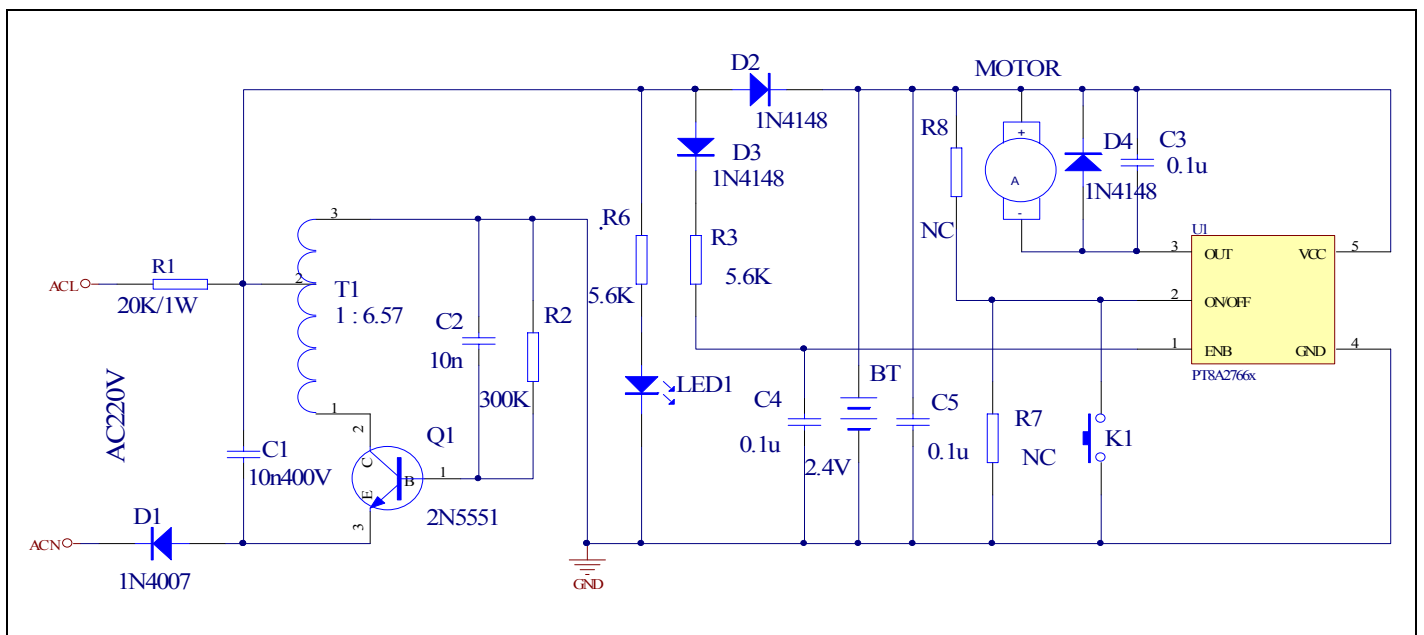 D2
1N4148
MOTOR
D3
1N4148
R8
NC
+
A
-
D4
1N4148
C3
0.1u
3
.R6
5.6K
R3
5.6K
U1
3 OUT VCC 5
2 ON/OFF
1 ENB GND 4
PT8A2766x
ACL
R1
20K/1W
2
T1
1 : 6.57
C2
10n
R2
300K
LED1
BT
2.4V
C4
0.1u
C5
0.1u
R7
NC
K1
AC220V
1
2
C1
10n400V
Q1
C
B
E
1
3
2N5551
D1
1N4007
ACN
GND